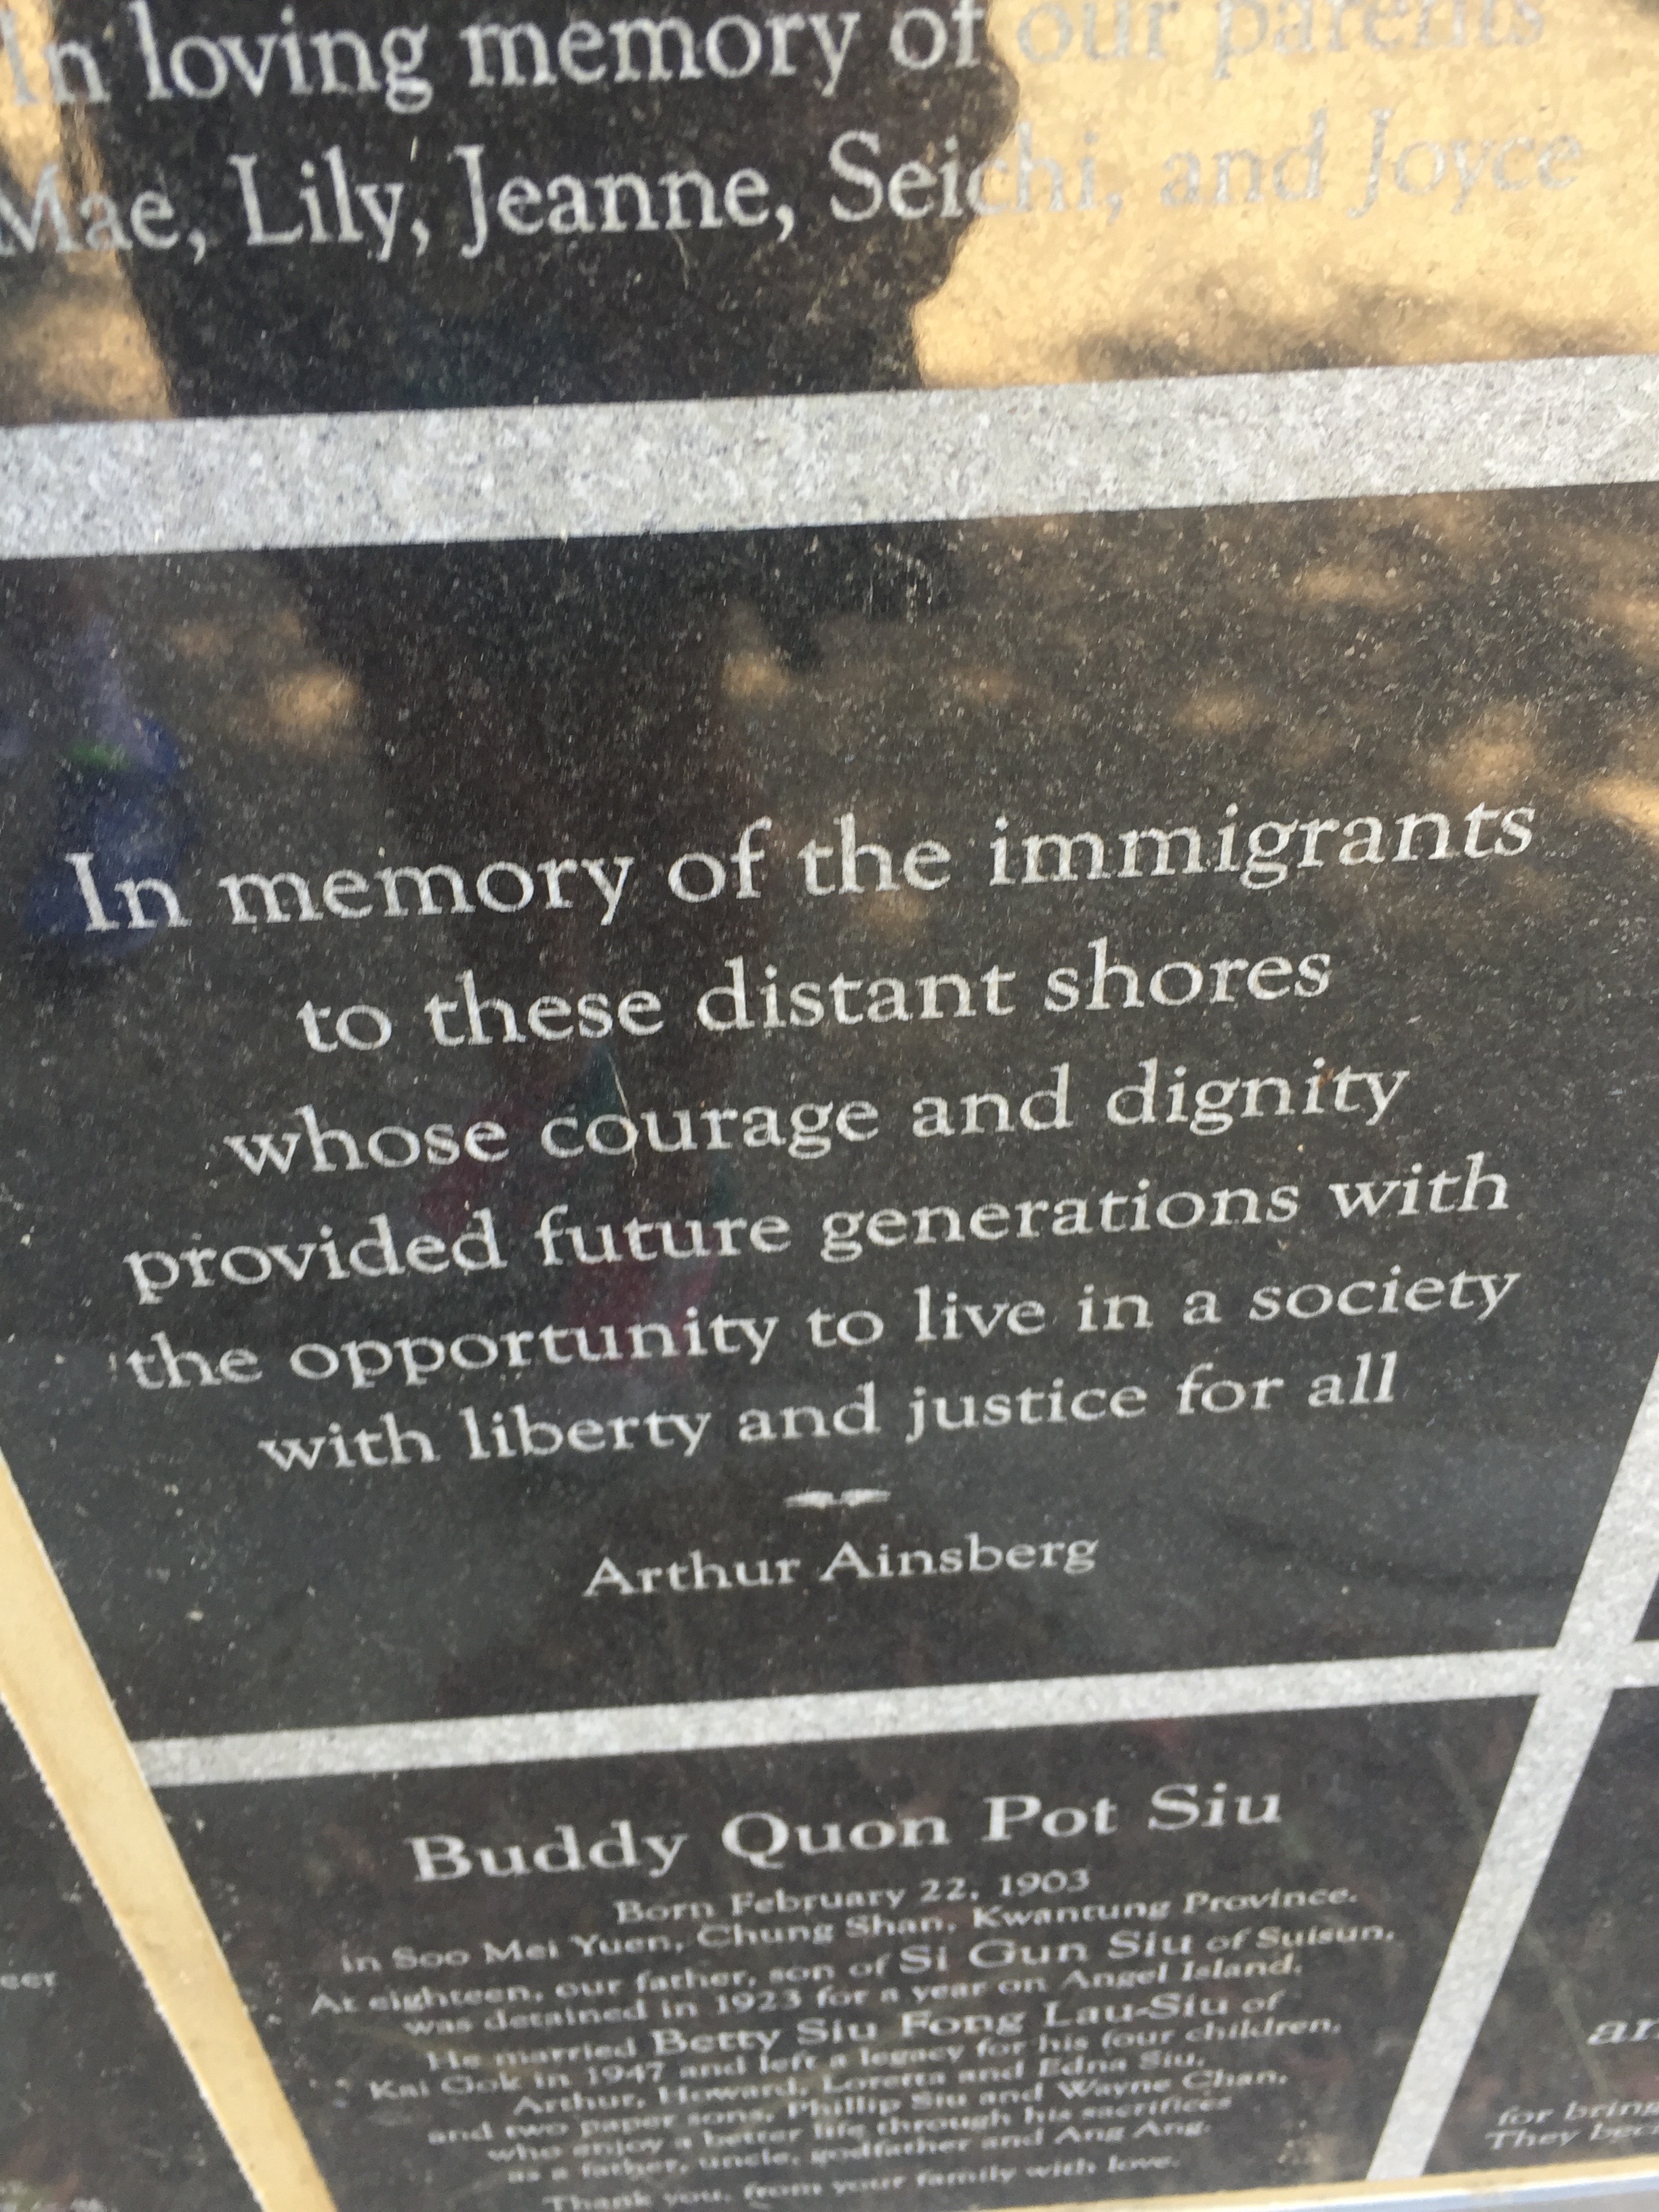 In loving memory of our parents
Mae, Lily, Jeanne, Seichi, and Joyce
In memory of the immigrants
to these distant shores
whose courage and dignity
provided future generations with
the opportunity to live in a society
with liberty and justice for all
Arthur Ainsberg
Buddy Quon Pot Siu
Born February 22, 1903
in Soo Mei Yuen, Chung Shan, Kwantung Province.
At eighteen, our father, son of Si Gun Siu of Suisun,
was detained in 1923 for a year on Angel Island.
He married Betty Siu Fong Lau-Siu of
Kai Gok in 1947 and left a legacy for his four children,
Arthur, Howard, Loretta and Edna Siu,
and two paper sons, Phillip Siu and Wayne Chan,
who enjoy a better life through his sacrifices
as a father, uncle, godfather and Ang Ang.
Thank you, from your family with love.
for bring
They bec